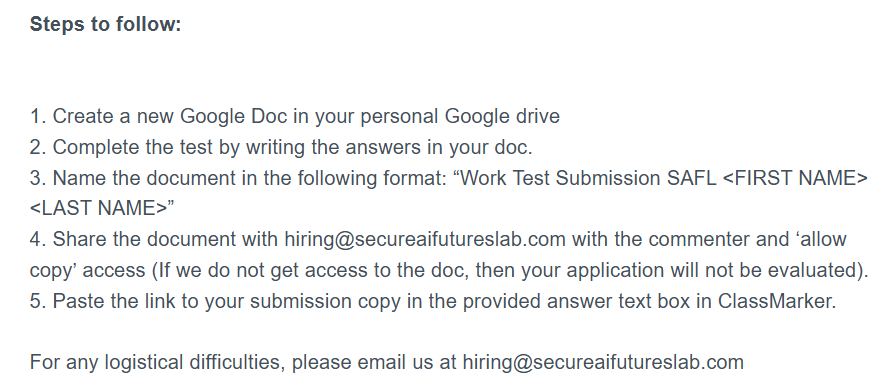 Steps to follow:
1. Create a new Google Doc in your personal Google drive
2. Complete the test by writing the answers in your doc.
3. Name the document in the following format: “Work Test Submission SAFL <FIRST NAME>
<LAST NAME>”
4. Share the document with hiring@secureaifutureslab.com with the commenter and ‘allow
copy’ access (If we do not get access to the doc, then your application will not be evaluated).
5. Paste the link to your submission copy in the provided answer text box in ClassMarker.
For any logistical difficulties, please email us at hiring@secureaifutureslab.com